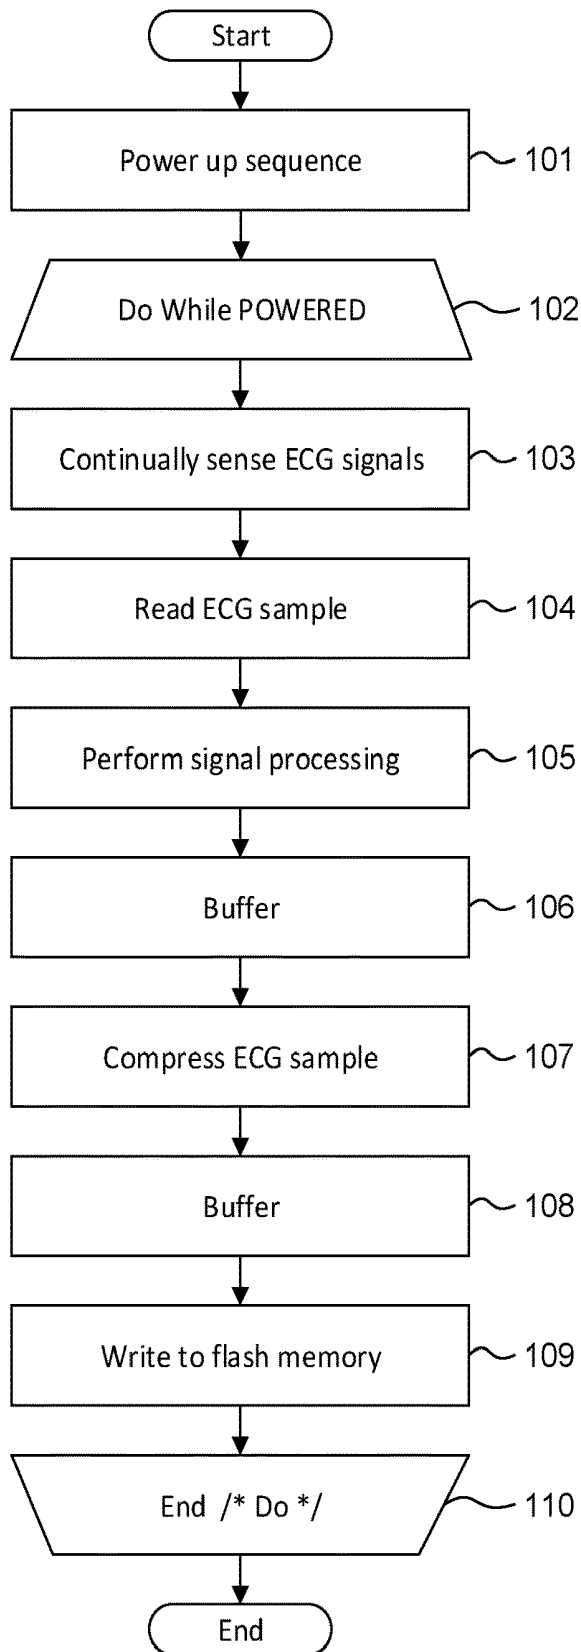 Start
Power up sequence 101
Do While POWERED 102
Continually sense ECG signals 103
Read ECG sample 104
Perform signal processing 105
Buffer 106
Compress ECG sample 107
Buffer 108
Write to flash memory 109
End /* Do */ 110
End